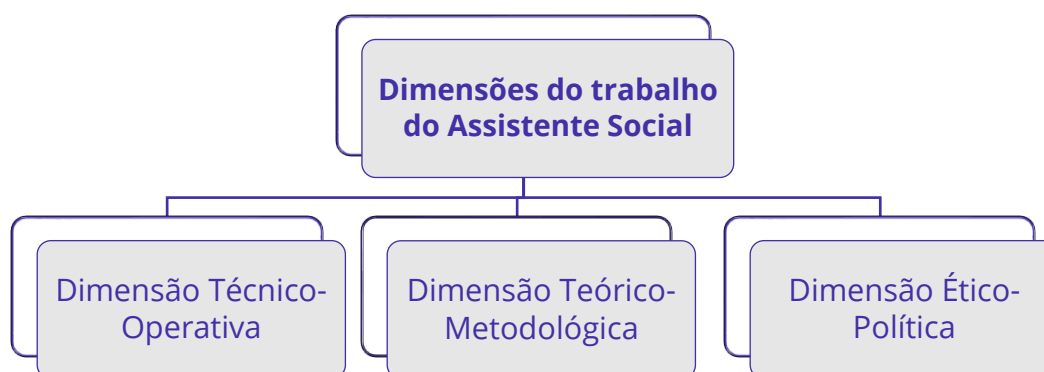 Dimensões do trabalho
do Assistente Social
Dimensão Técnico-
Operativa
Dimensão Teórico-
Metodológica
Dimensão Ético-
Política